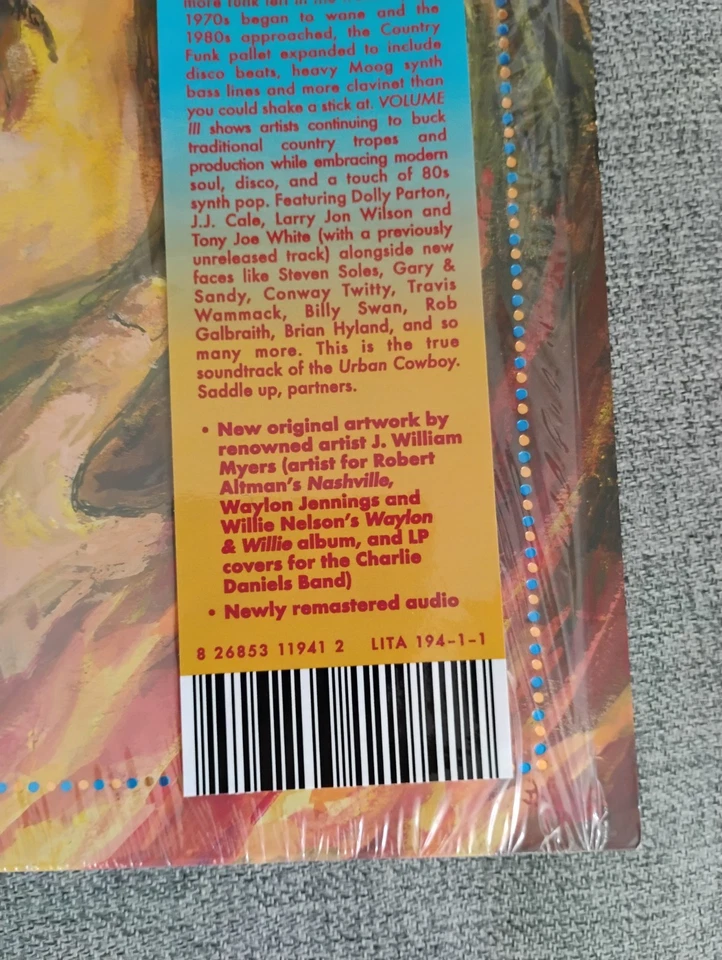 more funk left in the
1970s began to wane and the
1980s approached, the Country
Funk pallet expanded to include
disco beats, heavy Moog synth
bass lines and more clavinet than
you could shake a stick at. VOLUME
III shows artists continuing to buck
traditional country tropes and
production while embracing modern
soul, disco, and a touch of 80s
synth pop. Featuring Dolly Parton,
J.J. Cale, Larry Jon Wilson and
Tony Joe White (with a previously
unreleased track) alongside new
faces like Steven Soles, Gary &
Sandy, Conway Twitty, Travis
Wammack, Billy Swan, Rob
Galbraith, Brian Hyland, and so
many more. This is the true
soundtrack of the Urban Cowboy.
Saddle up, partners.
• New original artwork by
renowned artist J. William
Myers (artist for Robert
Altman's Nashville,
Waylon Jennings and
Willie Nelson's Waylon
& Willie album, and LP
covers for the Charlie
Daniels Band)
• Newly remastered audio
8 26853 11941 2 LITA 194-1-1